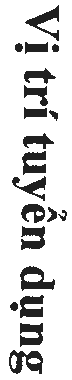 Vị trí tuyển dụng